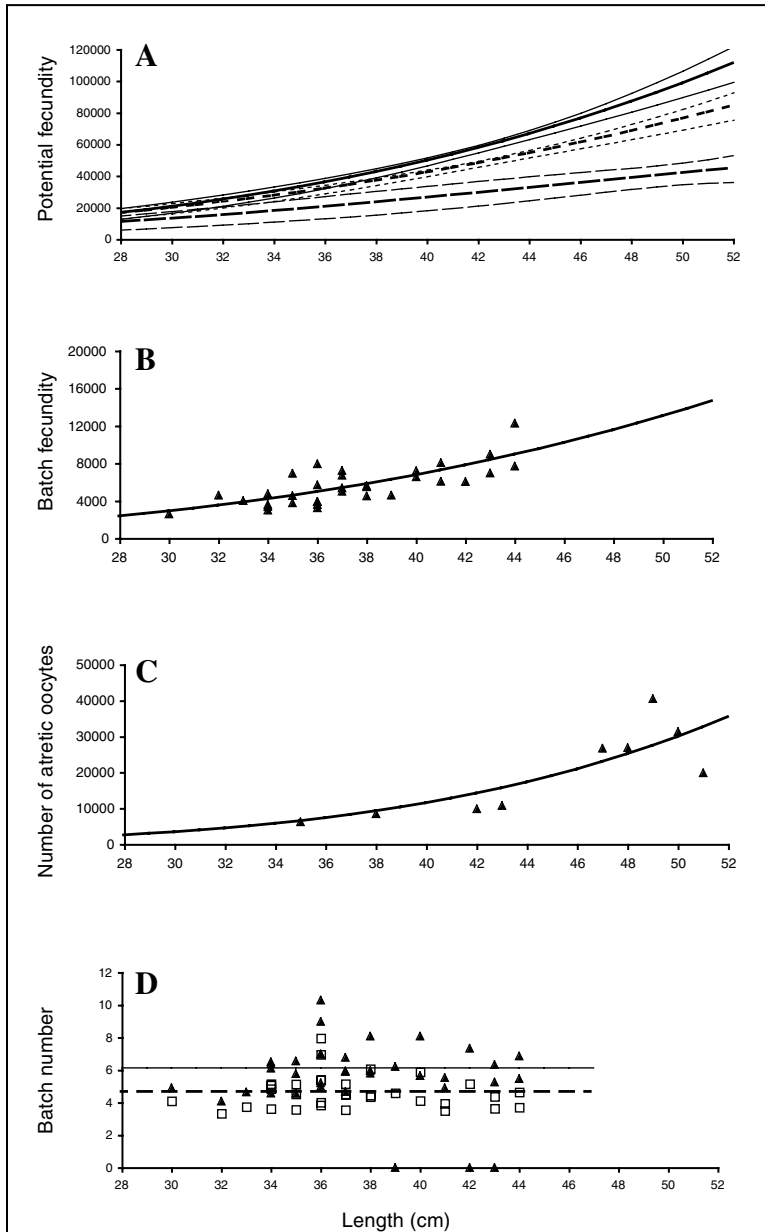 A
Potential fecundity
120000
100000
80000
60000
40000
20000
0
28 30 32 34 36 38 40 42 44 46 48 50 52
B
Batch fecundity
20000
16000
12000
8000
4000
0
28 30 32 34 36 38 40 42 44 46 48 50 52
C
Number of atretic oocytes
50000
40000
30000
20000
10000
0
28 30 32 34 36 38 40 42 44 46 48 50 52
D
Batch number
12
10
8
6
4
2
0
28 30 32 34 36 38 40 42 44 46 48 50 52
Length (cm)